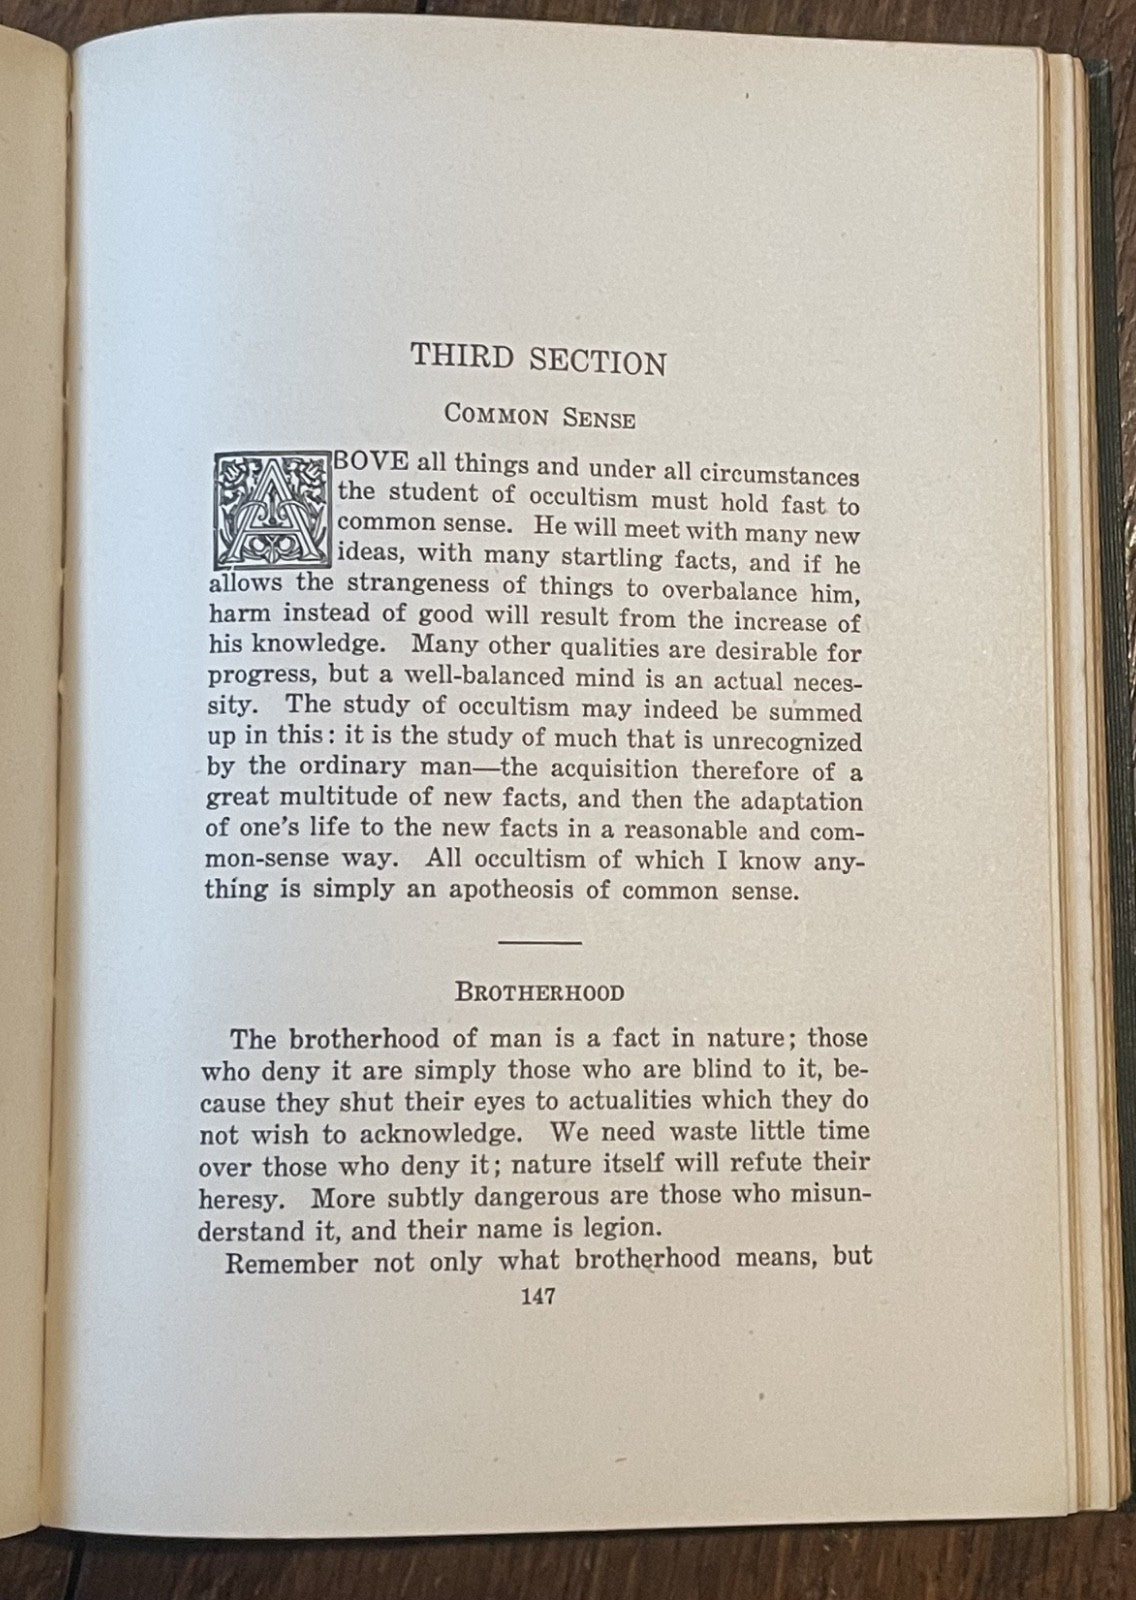 THIRD SECTION
COMMON SENSE
ABOVE all things and under all circumstances
the student of occultism must hold fast to
common sense. He will meet with many new
ideas, with many startling facts, and if he
allows the strangeness of things to overbalance him,
harm instead of good will result from the increase of
his knowledge. Many other qualities are desirable for
progress, but a well-balanced mind is an actual neces-
sity. The study of occultism may indeed be summed
up in this: it is the study of much that is unrecognized
by the ordinary man—the acquisition therefore of a
great multitude of new facts, and then the adaptation
of one's life to the new facts in a reasonable and com-
mon-sense way. All occultism of which I know any-
thing is simply an apotheosis of common sense.
BROTHERHOOD
The brotherhood of man is a fact in nature; those
who deny it are simply those who are blind to it, be-
cause they shut their eyes to actualities which they do
not wish to acknowledge. We need waste little time
over those who deny it; nature itself will refute their
heresy. More subtly dangerous are those who misun-
derstand it, and their name is legion.
Remember not only what brotherhood means, but
147